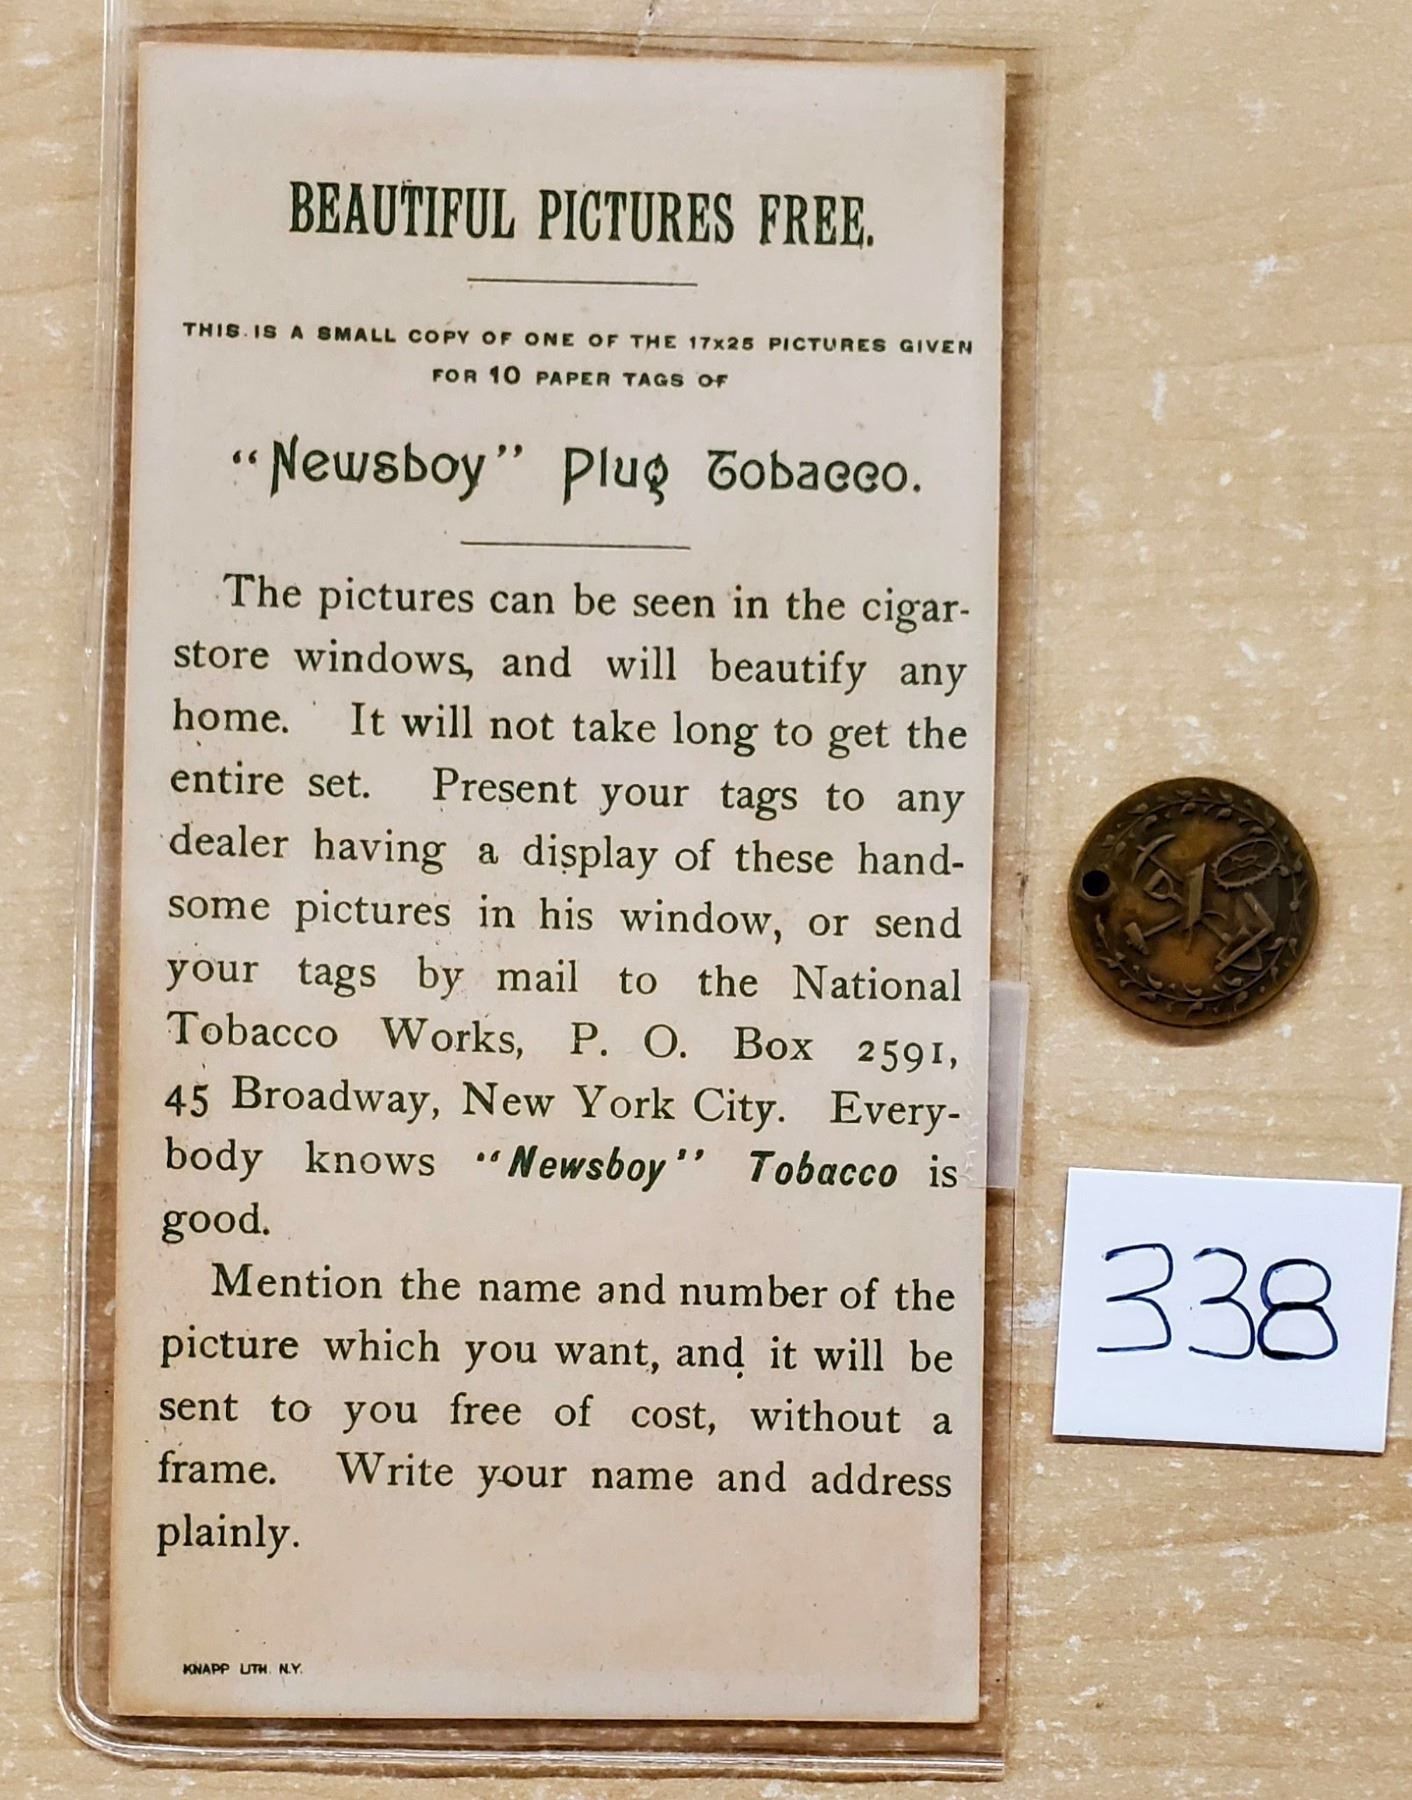 BEAUTIFUL PICTURES FREE.
THIS IS A SMALL COPY OF ONE OF THE 17x25 PICTURES GIVEN
FOR 10 PAPER TAGS OF
“Newsboy” Plug Tobacco.
The pictures can be seen in the cigar-
store windows, and will beautify any
home. It will not take long to get the
entire set. Present your tags to any
dealer having a display of these hand-
some pictures in his window, or send
your tags by mail to the National
Tobacco Works, P. O. Box 2591,
45 Broadway, New York City. Every-
body knows “Newsboy” Tobacco is
good.
Mention the name and number of the
picture which you want, and it will be
sent to you free of cost, without a
frame. Write your name and address
plainly.
KNAPP LITH. N.Y.
338